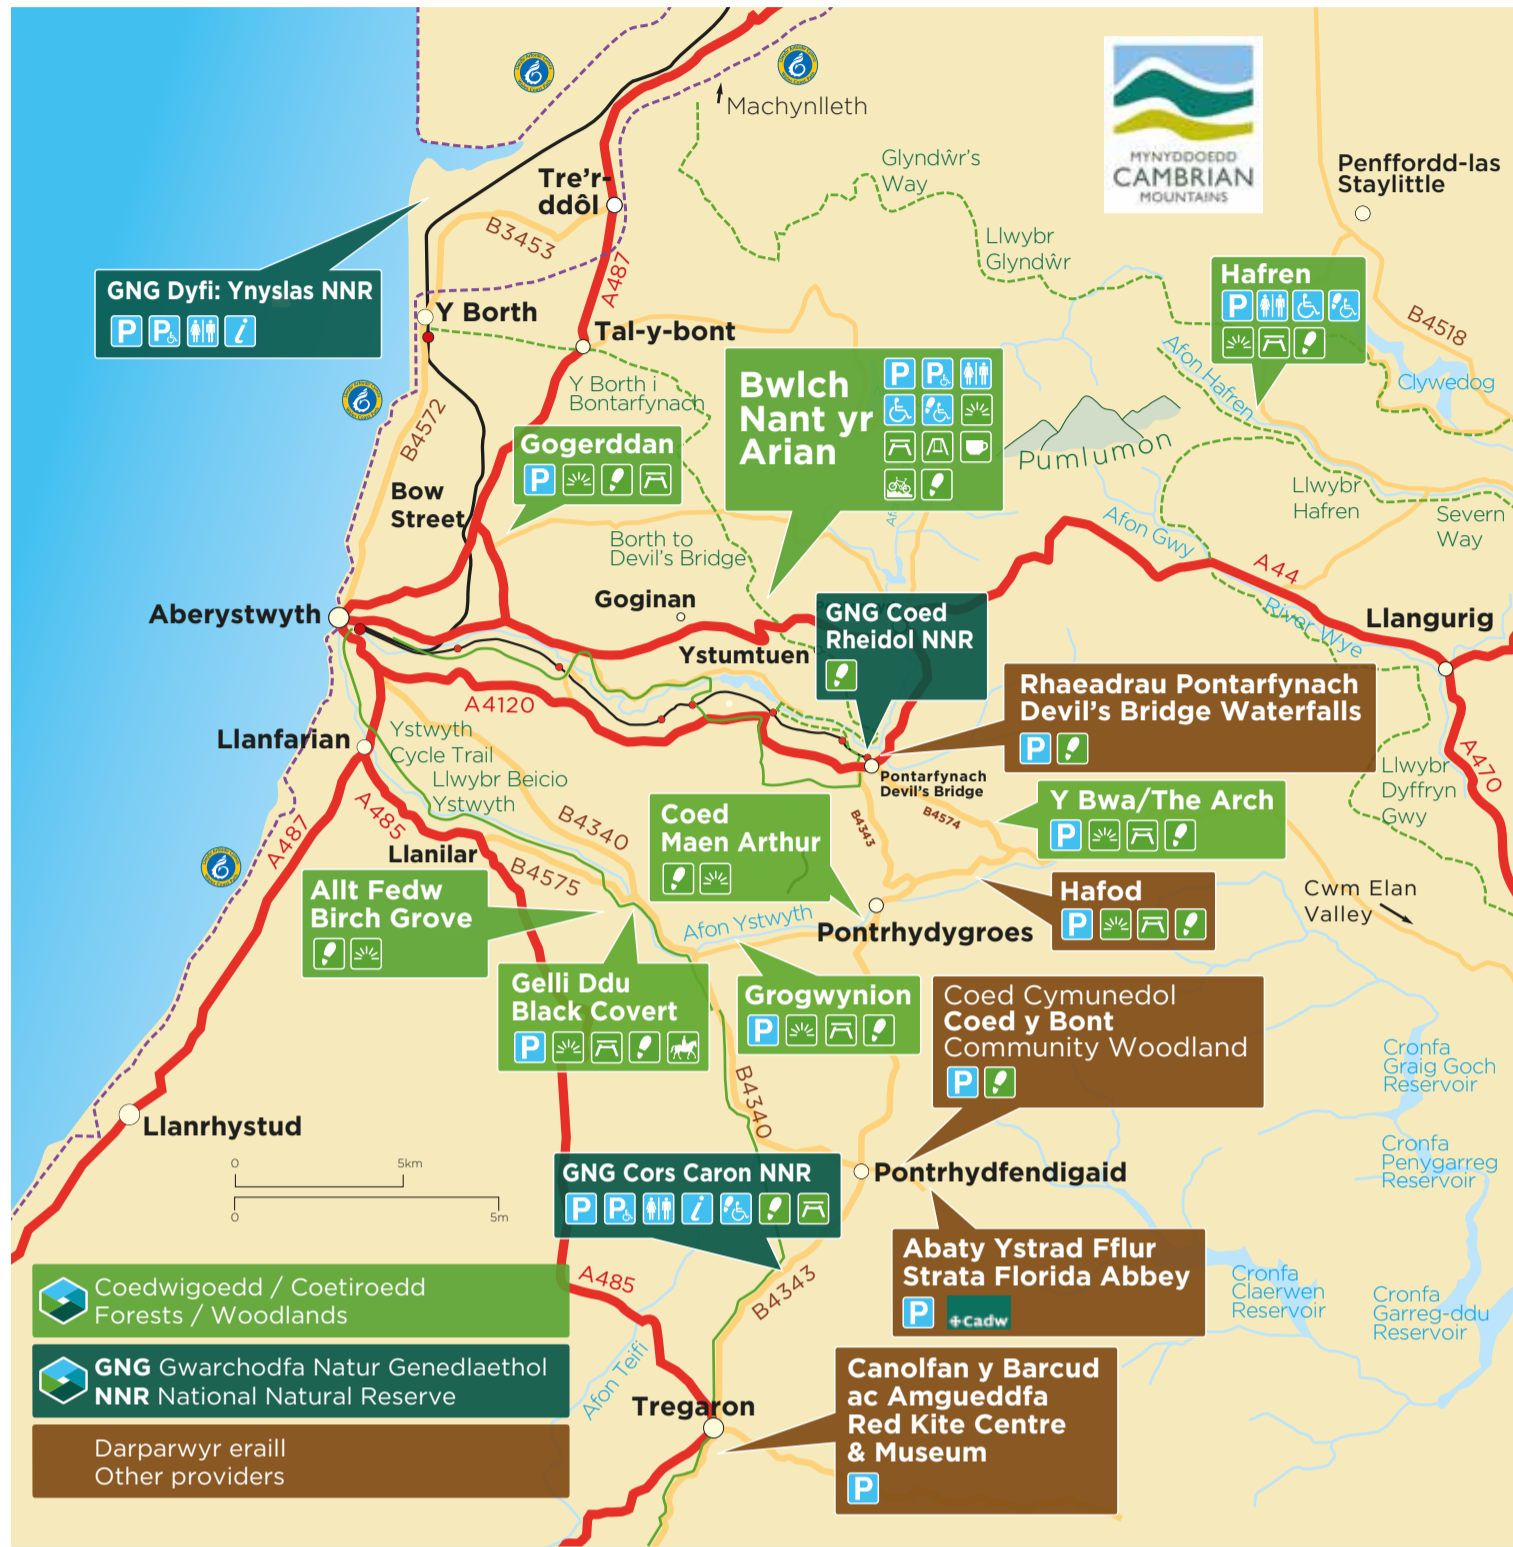 Machynlleth
MYNYDDOEDD
CAMBRIAN
MOUNTAINS
Penffordd-las
Staylittle
Glyndŵr's
Way
Llwybr
Glyndŵr
Tre'r-
ddôl
B3453
A487
GNG Dyfi: Ynyslas NNR
P P i
Y Borth
Tal-y-bont
Hafren
P
B4518
Clywedog
Afon Hafren
Y Borth i
Bontarfynach
B4572
Bwlch
Nant yr
Arian
P P
Pumlumon
Gogerddan
P
Bow
Street
Llwybr
Hafren
Severn
Way
Borth to
Devil's Bridge
Afon Gwy
A44
River Wye
Llangurig
Aberystwyth
Goginan
Ystumtuen
GNG Coed
Rheidol NNR
Rhaeadrau Pontarfynach
Devil's Bridge Waterfalls
P
A4120
Llanfarian
Ystwyth
Cycle Trail
Llwybr Beicio
Ystwyth
Pontarfynach
Devil's Bridge
A470
Llwybr
Dyffryn
Gwy
Y Bwa/The Arch
P
Coed
Maen Arthur
B4343
B4574
A487
A485
B4340
Llanilar
B4575
Allt Fedw
Birch Grove
Hafod
P
Cwm Elan
Valley
Afon Ystwyth
Pontrhydygroes
Gelli Ddu
Black Covert
P
Grogwynion
P
Coed Cymunedol
Coed y Bont
Community Woodland
P
Cronfa
Graig Goch
Reservoir
B4340
Llanrhystud
Cronfa
Penygarreg
Reservoir
0 5km
0 5m
GNG Cors Caron NNR
P P i
Pontrhydfendigaid
Abaty Ystrad Fflur
Strata Florida Abbey
P Cadw
Cronfa
Claerwen
Reservoir
Cronfa
Garreg-ddu
Reservoir
A485
B4343
Afon Teifi
Tregaron
Canolfan y Barcud
ac Amgueddfa
Red Kite Centre
& Museum
P
Coedwigoedd / Coetiroedd
Forests / Woodlands
GNG Gwarchodfa Natur Genedlaethol
NNR National Natural Reserve
Darparwyr eraill
Other providers